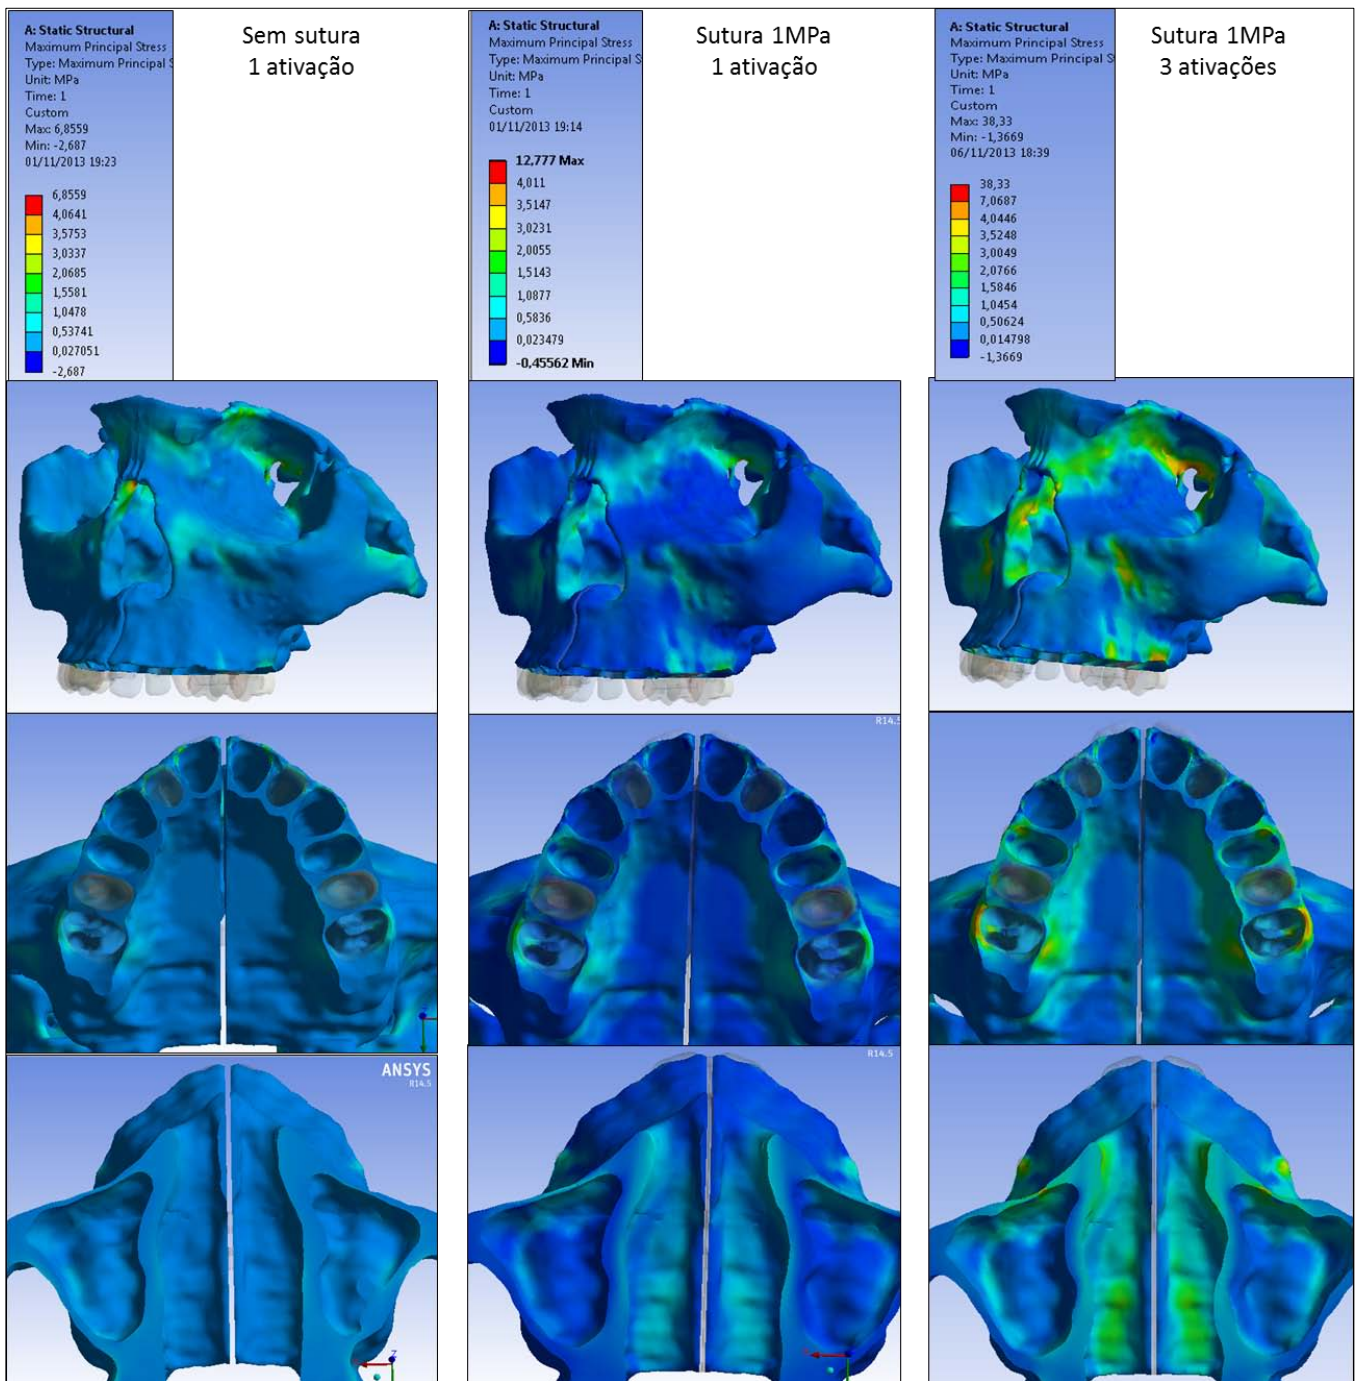 A: Static Structural
Maximum Principal Stress
Type: Maximum Principal S
Unit: MPa
Time: 1
Custom
Max: 6,8559
Min: -2,687
01/11/2013 19:23
6,8559
4,0641
3,5753
3,0337
2,0685
1,5581
1,0478
0,53741
0,027051
-2,687
Sem sutura
1 ativação
A: Static Structural
Maximum Principal Stress
Type: Maximum Principal S
Unit: MPa
Time: 1
Custom
01/11/2013 19:14
12,777 Max
4,011
3,5147
3,0231
2,0055
1,5143
1,0877
0,5836
0,023479
-0,45562 Min
Sutura 1MPa
1 ativação
A: Static Structural
Maximum Principal Stress
Type: Maximum Principal S
Unit: MPa
Time: 1
Custom
Max: 38,33
Min: -1,3669
06/11/2013 18:39
38,33
7,0687
4,0446
3,5248
3,0049
2,0766
1,5846
1,0454
0,50624
0,014798
-1,3669
Sutura 1MPa
3 ativações
R14.5
ANSYS
R14.5
Z
R14.5